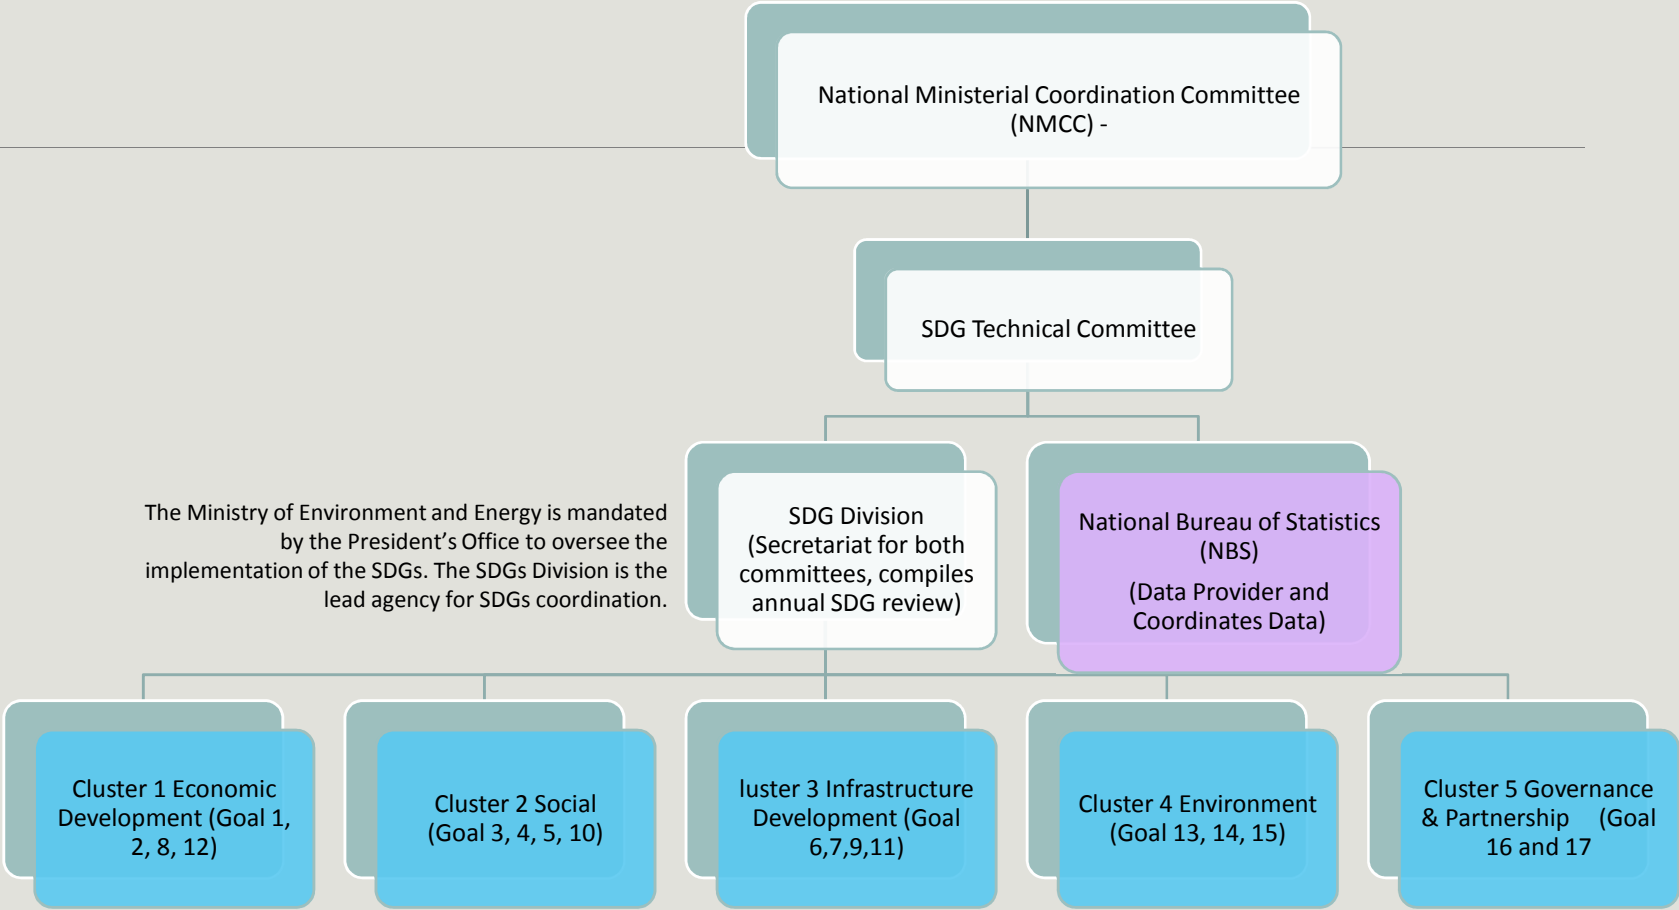 National Ministerial Coordination Committee
(NMCC) -
SDG Technical Committee
The Ministry of Environment and Energy is mandated
by the President’s Office to oversee the
implementation of the SDGs. The SDGs Division is the
lead agency for SDGs coordination.
SDG Division
(Secretariat for both
committees, compiles
annual SDG review)
National Bureau of Statistics
(NBS)
(Data Provider and
Coordinates Data)
Cluster 1 Economic
Development (Goal 1,
2, 8, 12)
Cluster 2 Social
(Goal 3, 4, 5, 10)
luster 3 Infrastructure
Development (Goal
6,7,9,11)
Cluster 4 Environment
(Goal 13, 14, 15)
Cluster 5 Governance
& Partnership (Goal
16 and 17